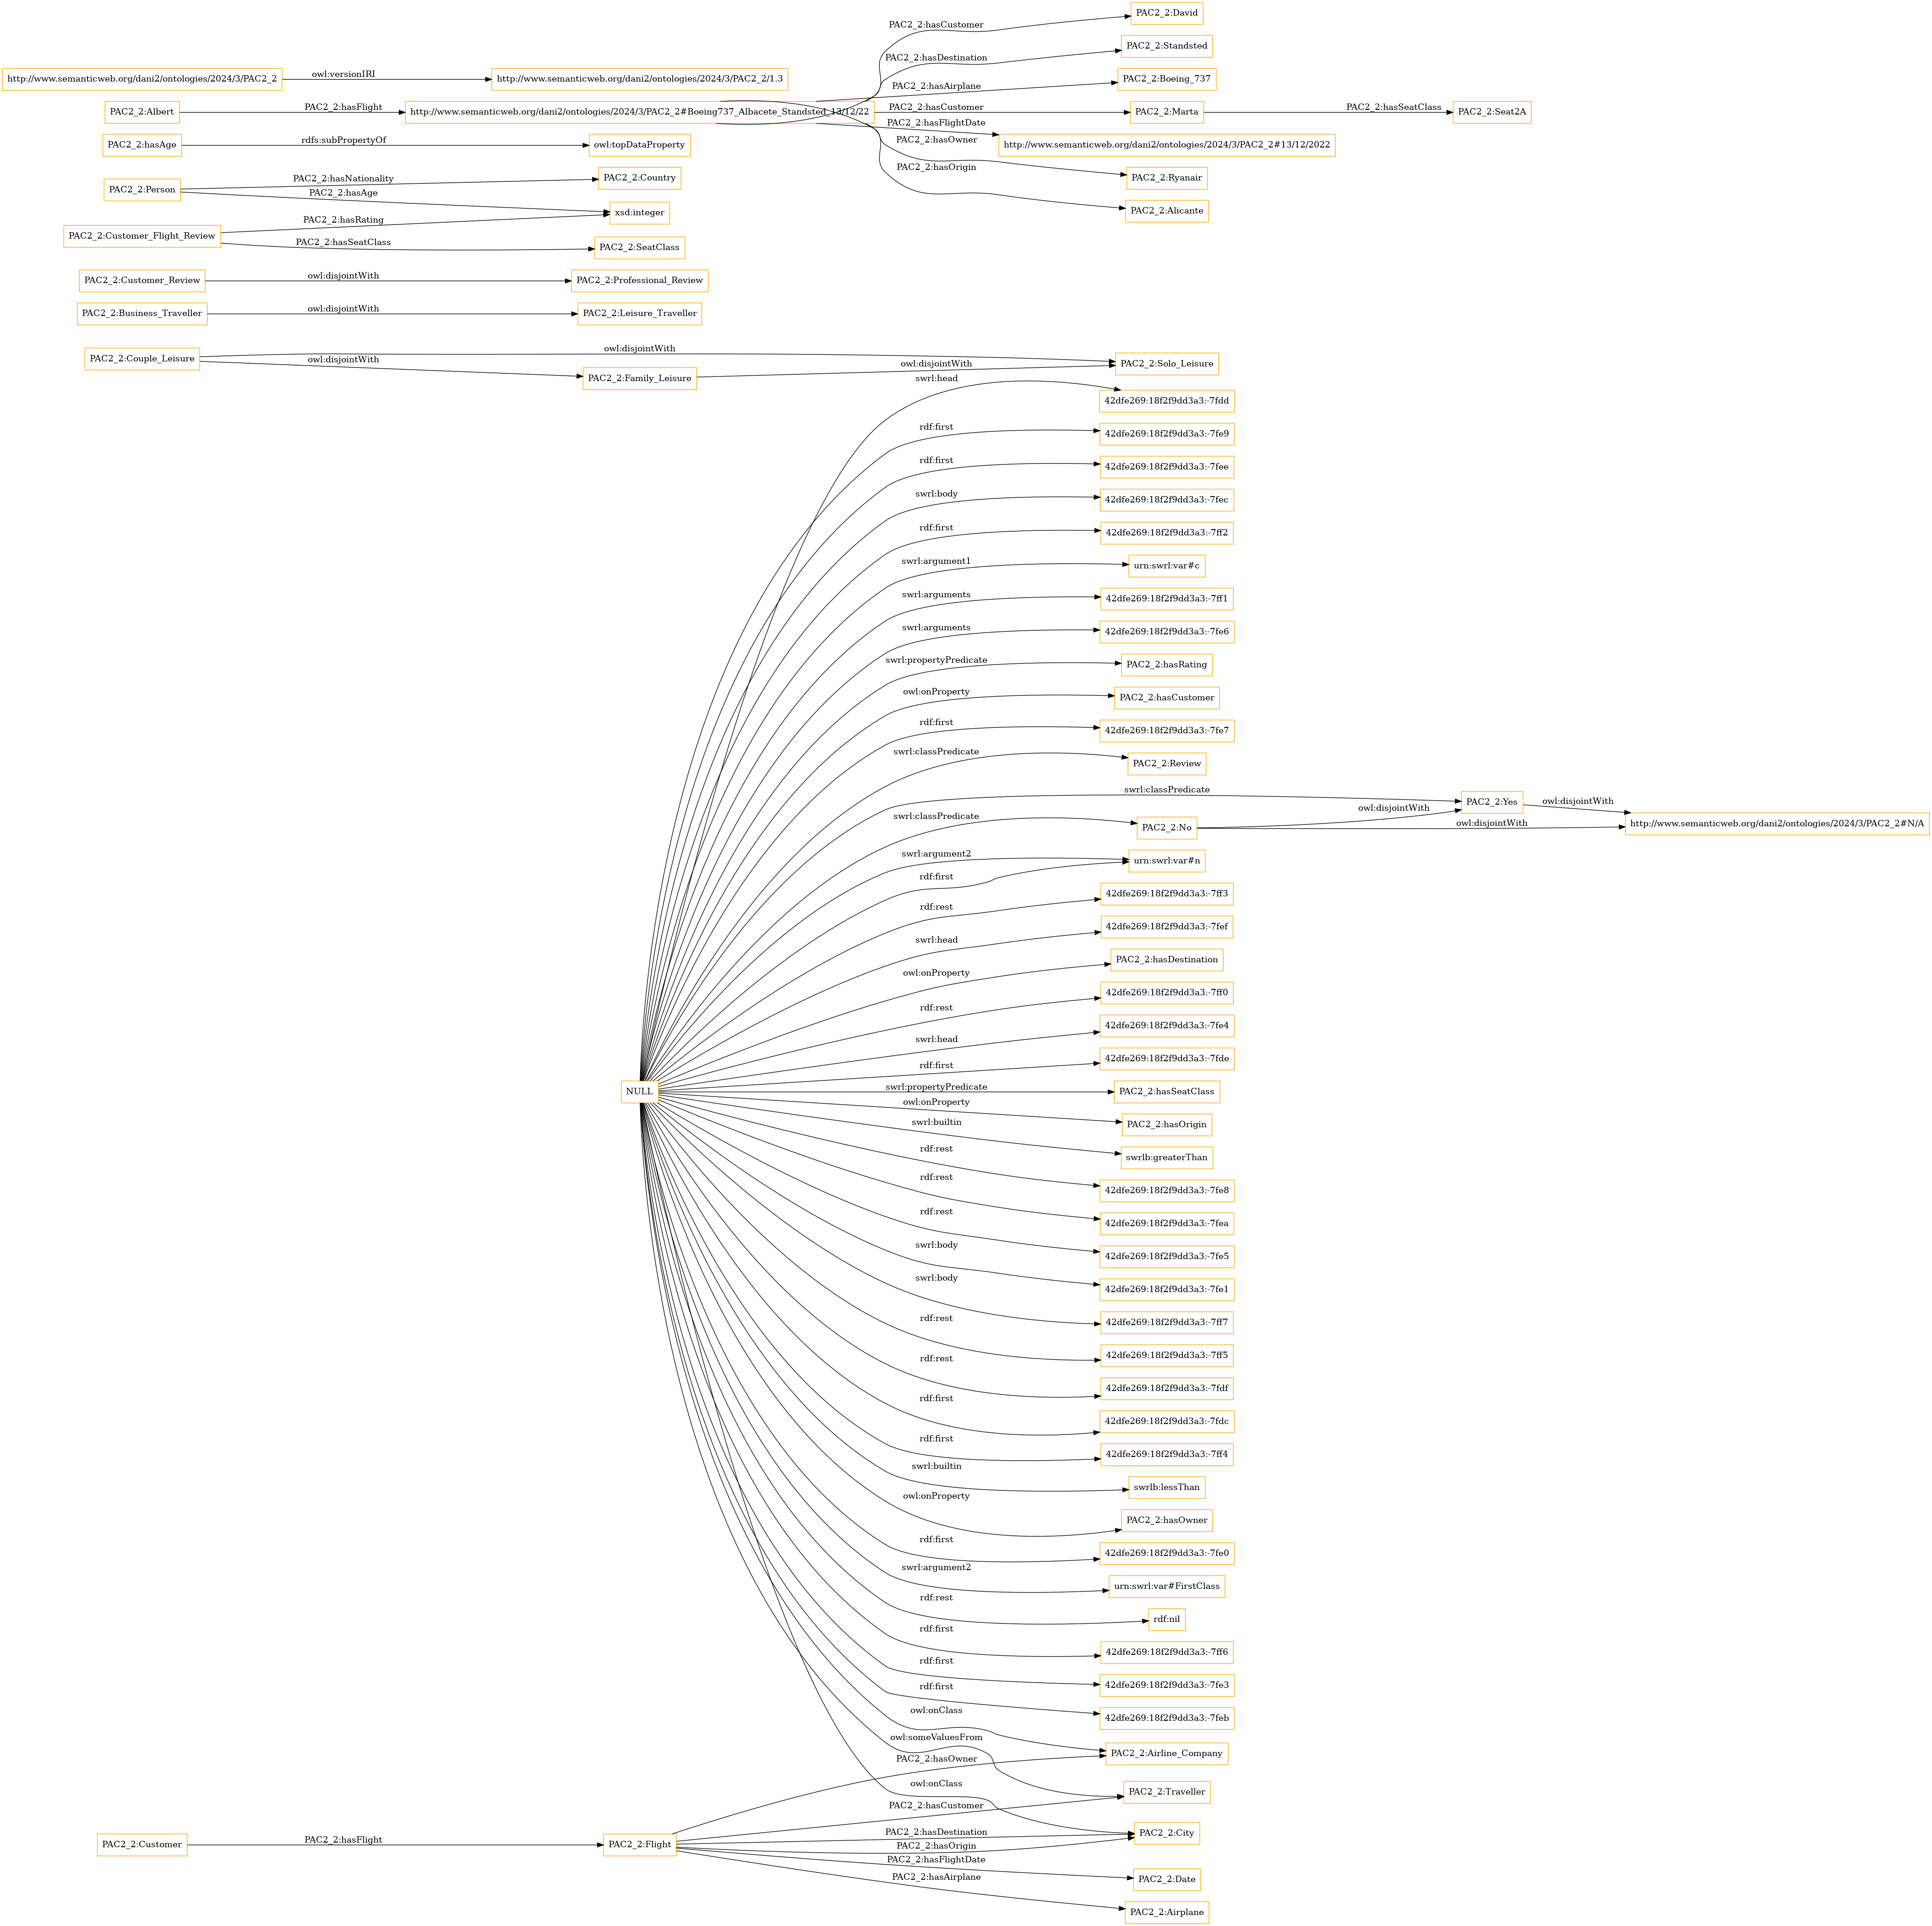 PAC2_2:David
PAC2_2:hasCustomer
PAC2_2:Standsted
PAC2_2:hasDestination
http://www.semanticweb.org/dani2/ontologies/2024/3/PAC2_2
owl:versionIRI
http://www.semanticweb.org/dani2/ontologies/2024/3/PAC2_2/1.3
PAC2_2:hasAirplane
PAC2_2:Boeing_737
PAC2_2:Albert
PAC2_2:hasFlight
http://www.semanticweb.org/dani2/ontologies/2024/3/PAC2_2#Boeing737_Albacete_Standsted_13/12/22
PAC2_2:hasCustomer
PAC2_2:Marta
PAC2_2:hasSeatClass
PAC2_2:Seat2A
PAC2_2:hasFlightDate
http://www.semanticweb.org/dani2/ontologies/2024/3/PAC2_2#13/12/2022
PAC2_2:hasAge
rdfs:subPropertyOf
owl:topDataProperty
PAC2_2:hasOwner
PAC2_2:Ryanair
PAC2_2:hasOrigin
PAC2_2:Alicante
PAC2_2:Person
PAC2_2:hasNationality
PAC2_2:Country
PAC2_2:hasAge
xsd:integer
PAC2_2:hasRating
PAC2_2:Customer_Flight_Review
PAC2_2:hasSeatClass
PAC2_2:SeatClass
PAC2_2:Customer_Review
owl:disjointWith
PAC2_2:Professional_Review
PAC2_2:Business_Traveller
owl:disjointWith
PAC2_2:Leisure_Traveller
PAC2_2:Couple_Leisure
owl:disjointWith
owl:disjointWith
PAC2_2:Family_Leisure
owl:disjointWith
PAC2_2:Solo_Leisure
swrl:head
42dfe269:18f2f9dd3a3:-7fdd
rdf:first
42dfe269:18f2f9dd3a3:-7fe9
rdf:first
42dfe269:18f2f9dd3a3:-7fee
swrl:body
42dfe269:18f2f9dd3a3:-7fec
rdf:first
42dfe269:18f2f9dd3a3:-7ff2
swrl:argument1
urn:swrl:var#c
swrl:arguments
42dfe269:18f2f9dd3a3:-7ff1
swrl:arguments
42dfe269:18f2f9dd3a3:-7fe6
swrl:propertyPredicate
PAC2_2:hasRating
owl:onProperty
PAC2_2:hasCustomer
rdf:first
42dfe269:18f2f9dd3a3:-7fe7
swrl:classPredicate
PAC2_2:Review
swrl:classPredicate
PAC2_2:Yes
owl:disjointWith
http://www.semanticweb.org/dani2/ontologies/2024/3/PAC2_2#N/A
swrl:classPredicate
PAC2_2:No
owl:disjointWith
owl:disjointWith
swrl:argument2
urn:swrl:var#n
rdf:first
rdf:rest
42dfe269:18f2f9dd3a3:-7ff3
swrl:head
42dfe269:18f2f9dd3a3:-7fef
owl:onProperty
PAC2_2:hasDestination
rdf:rest
42dfe269:18f2f9dd3a3:-7ff0
swrl:head
42dfe269:18f2f9dd3a3:-7fe4
rdf:first
42dfe269:18f2f9dd3a3:-7fde
NULL
swrl:propertyPredicate
PAC2_2:hasSeatClass
owl:onProperty
PAC2_2:hasOrigin
swrl:builtin
swrlb:greaterThan
rdf:rest
42dfe269:18f2f9dd3a3:-7fe8
rdf:rest
42dfe269:18f2f9dd3a3:-7fea
rdf:rest
42dfe269:18f2f9dd3a3:-7fe5
swrl:body
42dfe269:18f2f9dd3a3:-7fe1
swrl:body
42dfe269:18f2f9dd3a3:-7ff7
rdf:rest
42dfe269:18f2f9dd3a3:-7ff5
rdf:rest
42dfe269:18f2f9dd3a3:-7fdf
rdf:first
42dfe269:18f2f9dd3a3:-7fdc
rdf:first
42dfe269:18f2f9dd3a3:-7ff4
swrl:builtin
swrlb:lessThan
owl:onProperty
PAC2_2:hasOwner
rdf:first
42dfe269:18f2f9dd3a3:-7fe0
swrl:argument2
urn:swrl:var#FirstClass
rdf:rest
rdf:nil
rdf:first
42dfe269:18f2f9dd3a3:-7ff6
rdf:first
42dfe269:18f2f9dd3a3:-7fe3
rdf:first
42dfe269:18f2f9dd3a3:-7feb
owl:onClass
PAC2_2:Airline_Company
owl:someValuesFrom
PAC2_2:hasOwner
PAC2_2:Traveller
owl:onClass
PAC2_2:hasCustomer
PAC2_2:Customer
PAC2_2:hasFlight
PAC2_2:Flight
PAC2_2:hasDestination
PAC2_2:City
PAC2_2:hasOrigin
PAC2_2:hasFlightDate
PAC2_2:Date
PAC2_2:hasAirplane
PAC2_2:Airplane